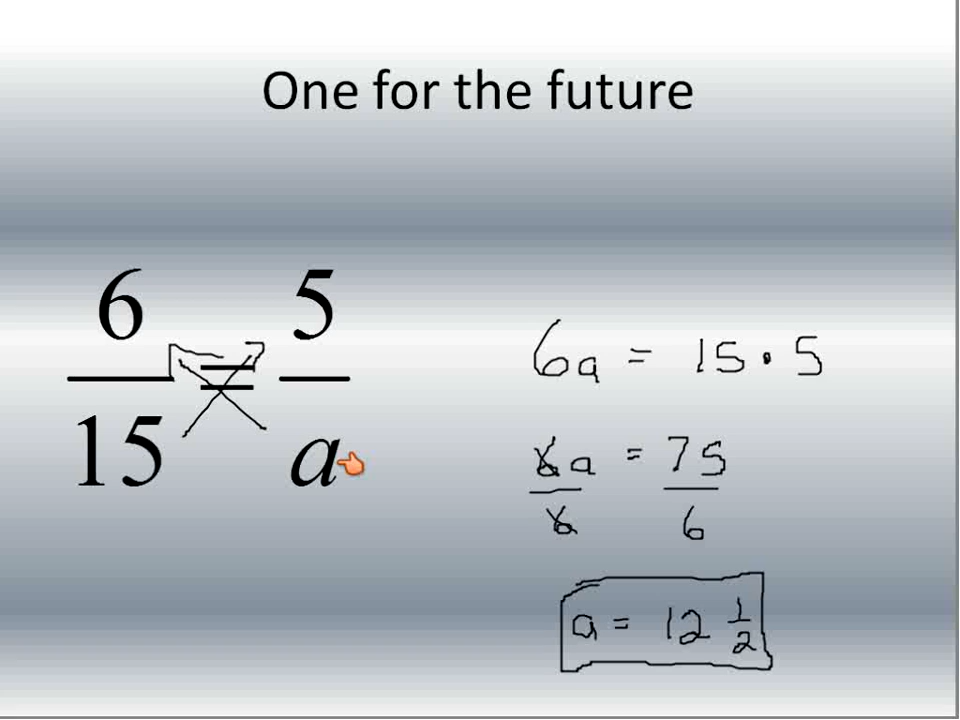 One for the future
6/15 = 5/a
6a = 15 · 5
6a/6 = 75/6
a = 12 1/2